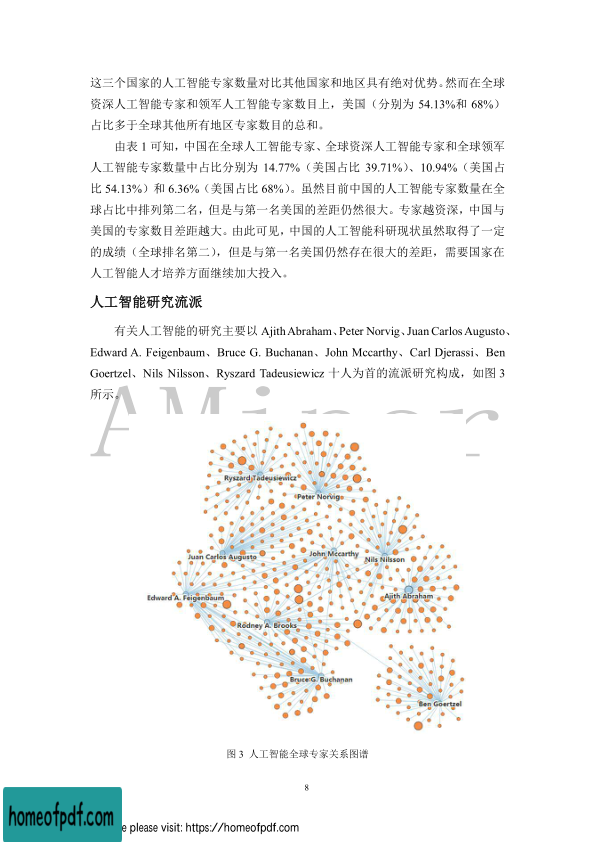 这三个国家的人工智能专家数量对比其他国家和地区具有绝对优势。然而在全球
资深人工智能专家和领军人工智能专家数目上，美国（分别为 54.13%和 68%）
占比多于全球其他所有地区专家数目的总和。
由表 1 可知，中国在全球人工智能专家、全球资深人工智能专家和全球领军
人工智能专家数量中占比分别为 14.77%（美国占比 39.71%）、10.94%（美国占
比 54.13%）和 6.36%（美国占比 68%）。虽然目前中国的人工智能专家数量在全
球占比中排列第二名，但是与第一名美国的差距仍然很大。专家越资深，中国与
美国的专家数目差距越大。由此可见，中国的人工智能科研现状虽然取得了一定
的成绩（全球排名第二），但是与第一名美国仍然存在很大的差距，需要国家在
人工智能人才培养方面继续加大投入。
人工智能研究流派
有关人工智能的研究主要以 Ajith Abraham、Peter Norvig、Juan Carlos Augusto、
Edward A. Feigenbaum、Bruce G. Buchanan、John Mccarthy、Carl Djerassi、Ben
Goertzel、Nils Nilsson、Ryszard Tadeusiewicz 十人为首的流派研究构成，如图 3
所示。
AMiner
Ryszard Tadeusiewicz
Peter Norvig
Juan Carlos Augusto
John Mccarthy
Nils Nilsson
Edward A. Feigenbaum
Ajith Abraham
Rodney A. Brooks
Bruce G. Buchanan
Ben Goertzel
图 3 人工智能全球专家关系图谱
8
homeofpdf.com
e please visit: https://homeofpdf.com